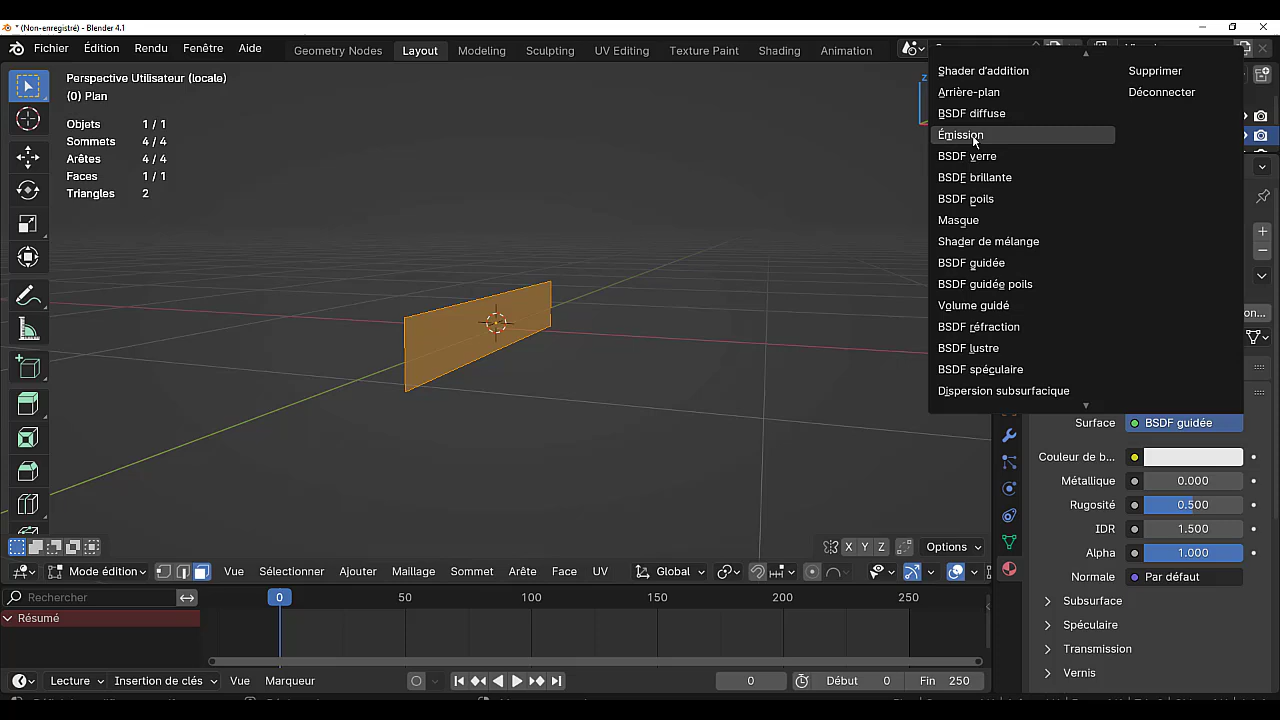 * (Non-enregistré) - Blender 4.1
Fichier Édition Rendu Fenêtre Aide Geometry Nodes Layout Modeling Sculpting UV Editing Texture Paint Shading Animation
Perspective Utilisateur (locale)
(0) Plan
Objets 1 / 1
Sommets 4 / 4
Arêtes 4 / 4
Faces 1 / 1
Triangles 2
Z
Shader d'addition Supprimer
Arrière-plan Déconnecter
BSDF diffuse
Émission
BSDF verre
BSDF brillante
BSDF poils
Masque
Shader de mélange
BSDF guidée
BSDF guidée poils
Volume guidé
BSDF réfraction
BSDF lustre
BSDF spéculaire
Dispersion subsurfacique
on...
Surface BSDF guidée
Couleur de b...
Métallique 0.000
Rugosité 0.500
IDR 1.500
Alpha 1.000
Normale Par défaut
Subsurface
Spéculaire
Transmission
Vernis
X Y Z Options
Mode édition Vue Sélectionner Ajouter Maillage Sommet Arête Face UV Global
Rechercher 0 50 100 150 200 250
Résumé
Lecture Insertion de clés Vue Marqueur 0 Début 0 Fin 250